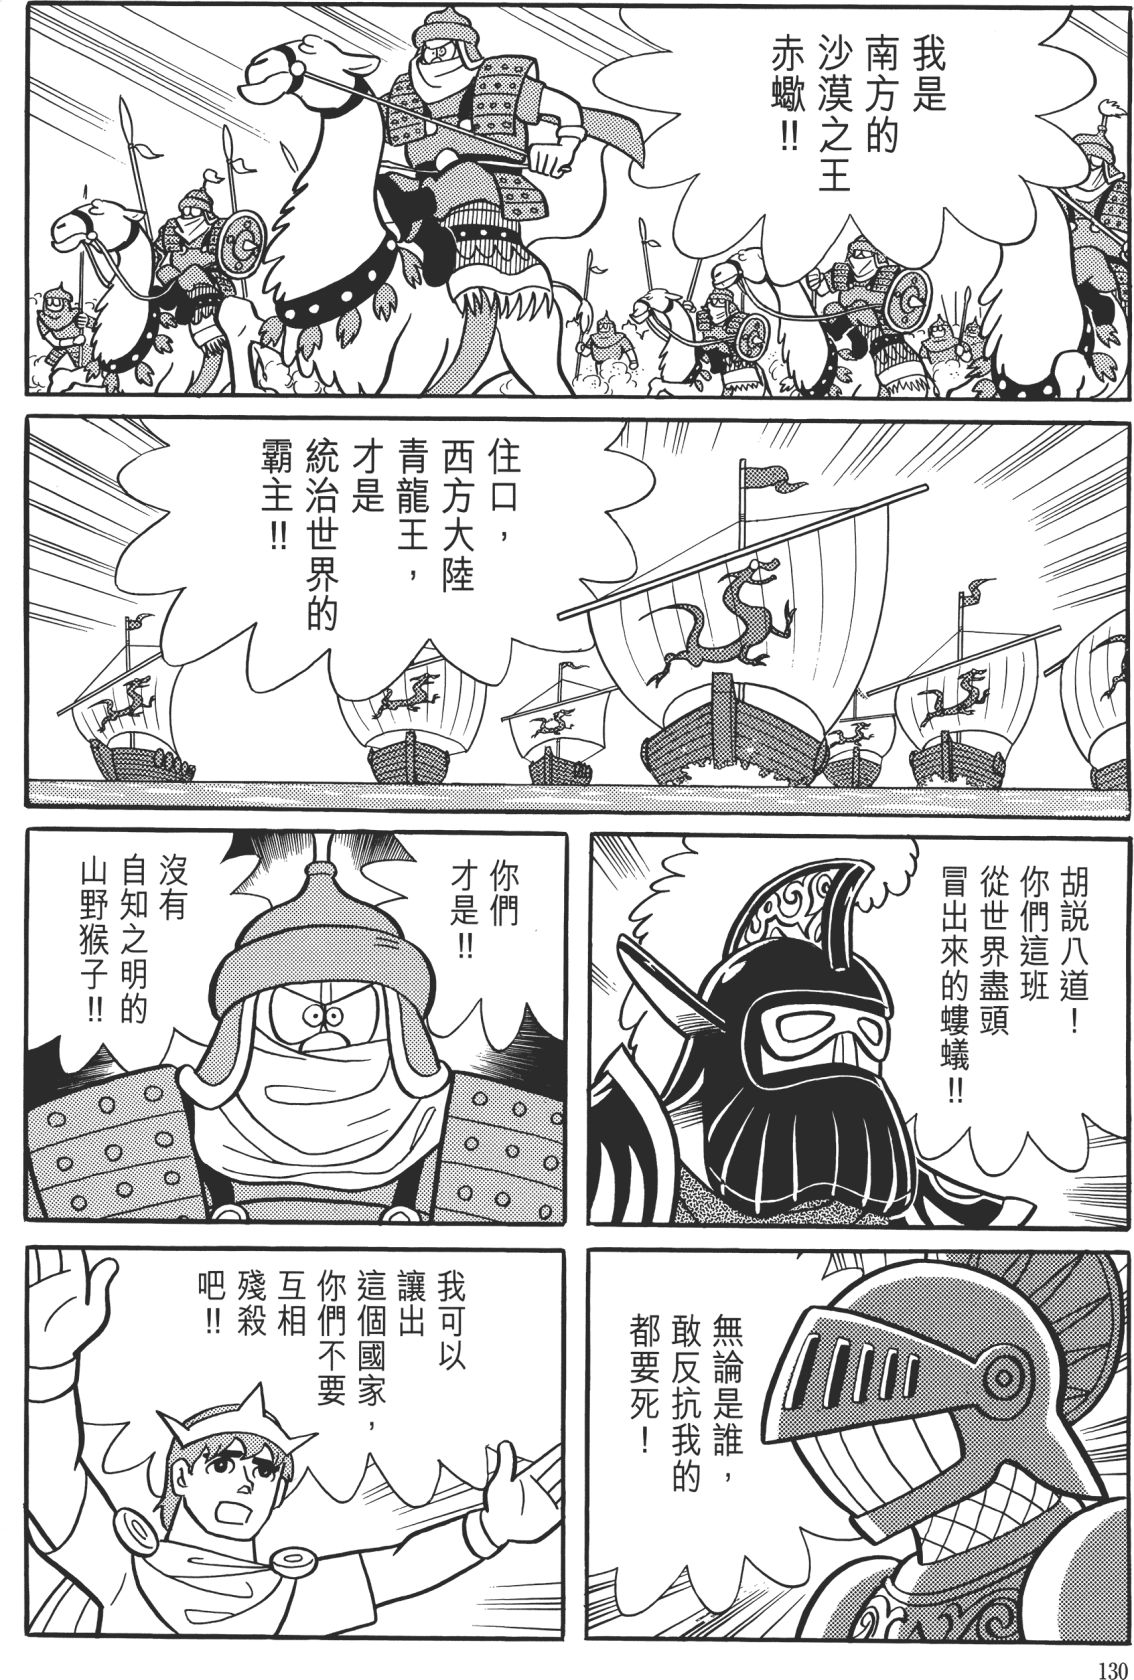 我是
南方的
沙漠之王
赤蠍!!
住口，
西方大陸
青龍王，
才是
統治世界的
霸主!!
胡說八道！
你們這班
從世界盡頭
冒出來的螻蟻!!
你們
才是!!
沒有
自知之明的
山野猴子!!
無論是誰，
敢反抗我的
都要死！
我可以
讓出
這個國家，
你們不要
互相
殘殺
吧!!
130